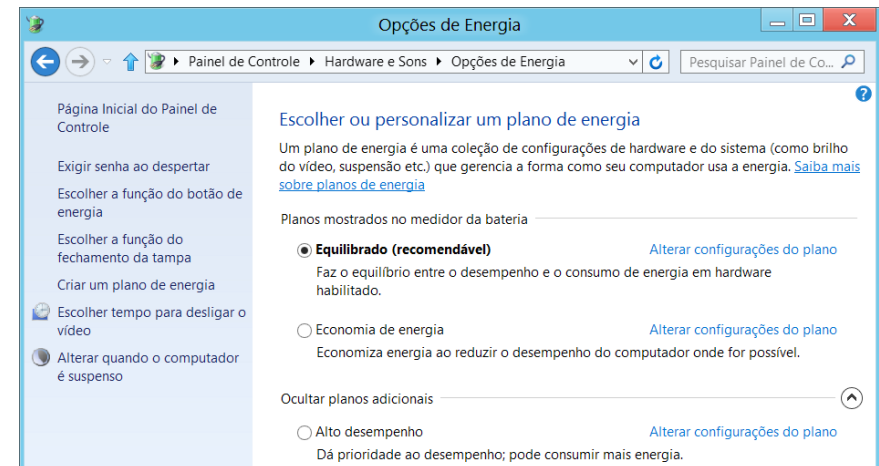 Opções de Energia
X
Painel de Controle Hardware e Sons Opções de Energia
Pesquisar Painel de Co...
Página Inicial do Painel de
Controle
Exigir senha ao despertar
Escolher a função do botão de
energia
Escolher a função do
fechamento da tampa
Criar um plano de energia
Escolher tempo para desligar o
vídeo
Alterar quando o computador
é suspenso
?
Escolher ou personalizar um plano de energia
Um plano de energia é uma coleção de configurações de hardware e do sistema (como brilho
do vídeo, suspensão etc.) que gerencia a forma como seu computador usa a energia. Saiba mais
sobre planos de energia
Planos mostrados no medidor da bateria
Equilibrado (recomendável) Alterar configurações do plano
Faz o equilíbrio entre o desempenho e o consumo de energia em hardware
habilitado.
Economia de energia Alterar configurações do plano
Economiza energia ao reduzir o desempenho do computador onde for possível.
Ocultar planos adicionais
Alto desempenho Alterar configurações do plano
Dá prioridade ao desempenho; pode consumir mais energia.